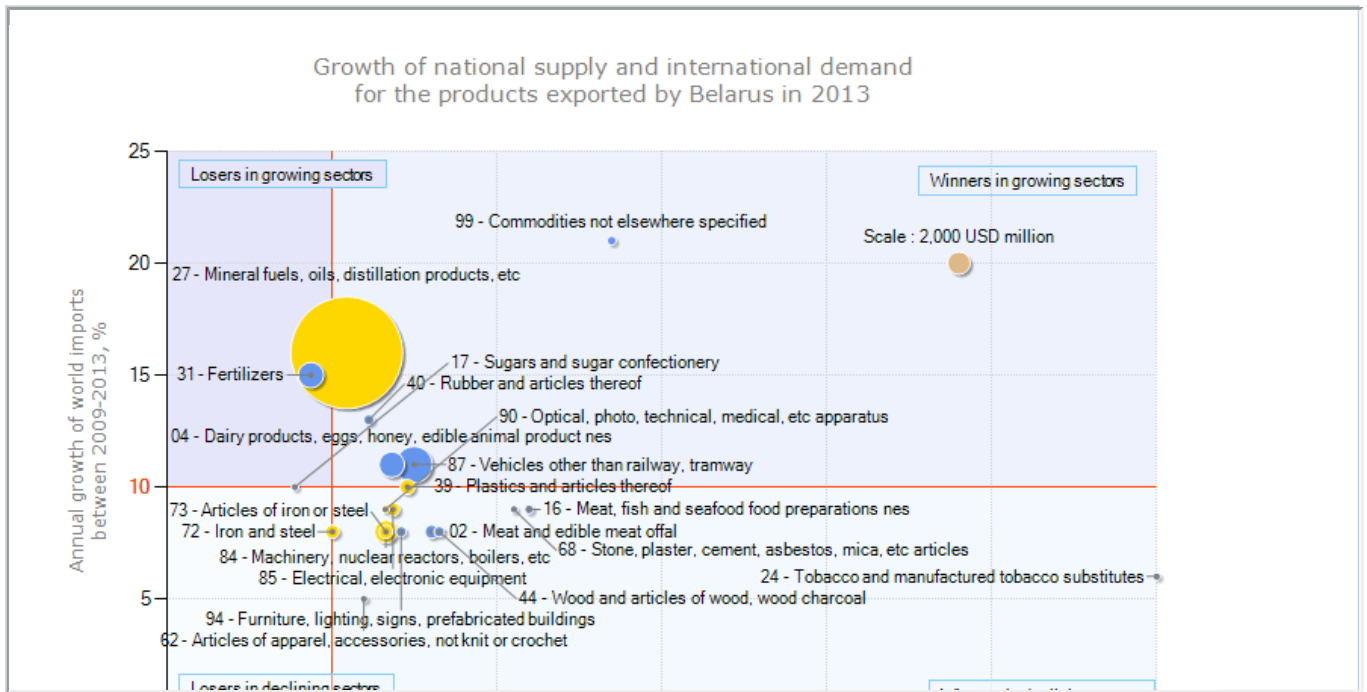 Growth of national supply and international demand
for the products exported by Belarus in 2013
25
Losers in growing sectors
Winners in growing sectors
99 - Commodities not elsewhere specified
Scale : 2,000 USD million
20
27 - Mineral fuels, oils, distillation products, etc
Annual growth of world imports
between 2009-2013, %
17 - Sugars and sugar confectionery
15
31 - Fertilizers
40 - Rubber and articles thereof
90 - Optical, photo, technical, medical, etc apparatus
04 - Dairy products, eggs, honey, edible animal product nes
87 - Vehicles other than railway, tramway
10
39 - Plastics and articles thereof
73 - Articles of iron or steel
16 - Meat, fish and seafood food preparations nes
72 - Iron and steel
02 - Meat and edible meat offal
68 - Stone, plaster, cement, asbestos, mica, etc articles
84 - Machinery, nuclear reactors, boilers, etc
85 - Electrical, electronic equipment
24 - Tobacco and manufactured tobacco substitutes
5
44 - Wood and articles of wood, wood charcoal
94 - Furniture, lighting, signs, prefabricated buildings
62 - Articles of apparel, accessories, not knit or crochet
Losers in declining sectors